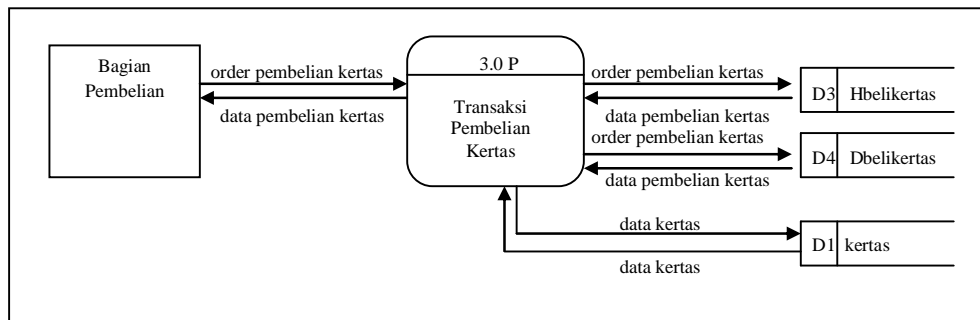 Bagian
Pembelian
order pembelian kertas
data pembelian kertas
3.0 P
Transaksi
Pembelian
Kertas
order pembelian kertas
data pembelian kertas
order pembelian kertas
data pembelian kertas
data kertas
data kertas
D3 Hbelikertas
D4 Dbelikertas
D1 kertas